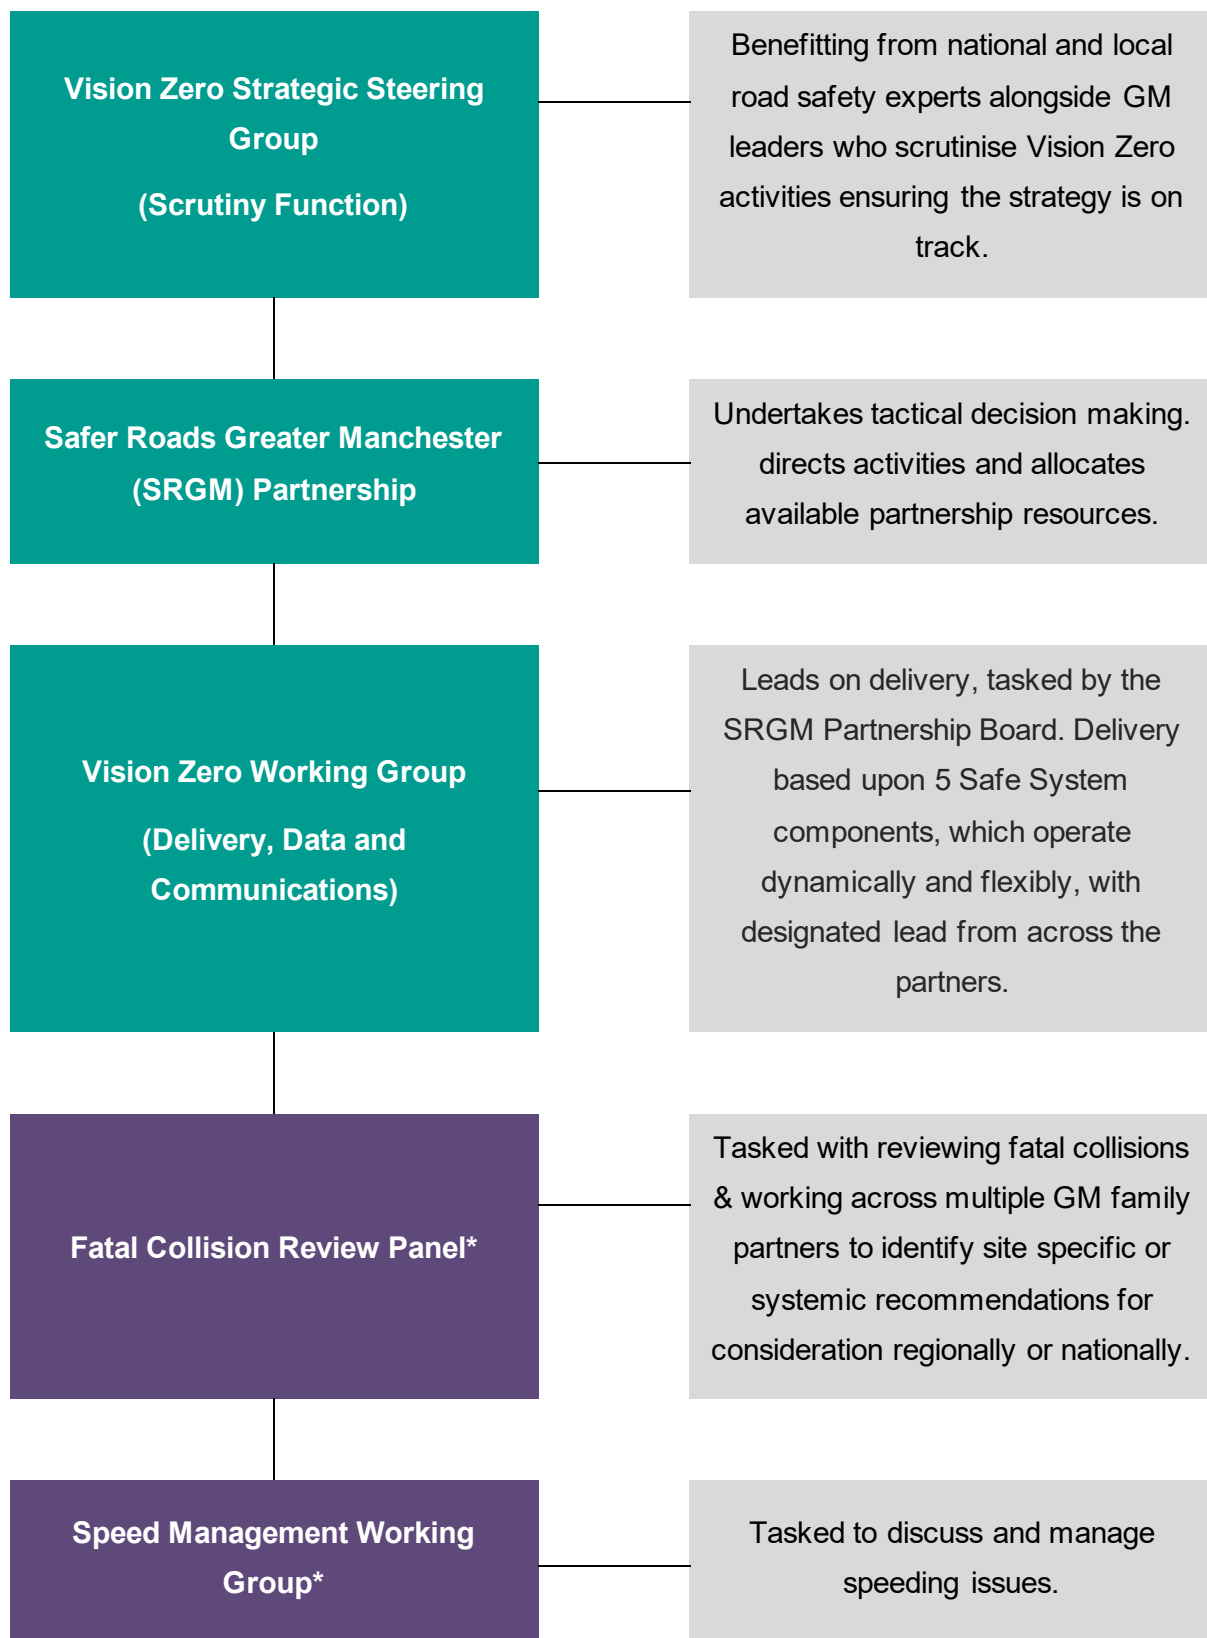 Vision Zero Strategic Steering
Group
(Scrutiny Function)
Benefitting from national and local
road safety experts alongside GM
leaders who scrutinise Vision Zero
activities ensuring the strategy is on
track.
Safer Roads Greater Manchester
(SRGM) Partnership
Undertakes tactical decision making.
directs activities and allocates
available partnership resources.
Vision Zero Working Group
(Delivery, Data and
Communications)
Leads on delivery, tasked by the
SRGM Partnership Board. Delivery
based upon 5 Safe System
components, which operate
dynamically and flexibly, with
designated lead from across the
partners.
Fatal Collision Review Panel*
Tasked with reviewing fatal collisions
& working across multiple GM family
partners to identify site specific or
systemic recommendations for
consideration regionally or nationally.
Speed Management Working
Group*
Tasked to discuss and manage
speeding issues.